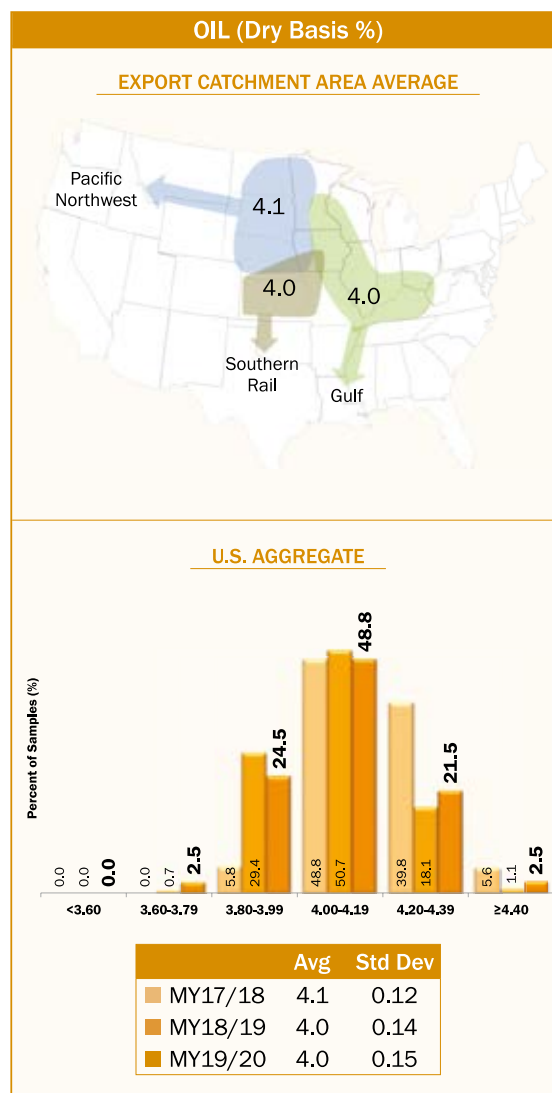 OIL (Dry Basis %)
EXPORT CATCHMENT AREA AVERAGE
Pacific
Northwest
4.1
4.0
4.0
Southern
Rail
Gulf
U.S. AGGREGATE
Percent of Samples (%)
0.0 0.0 0.0
0.0 0.7 2.5
5.8 29.4 24.5
48.8 50.7 48.8
39.8 18.1 21.5
5.6 1.1 2.5
<3.60 3.60-3.79 3.80-3.99 4.00-4.19 4.20-4.39 ≥4.40
Avg Std Dev
MY17/18 4.1 0.12
MY18/19 4.0 0.14
MY19/20 4.0 0.15